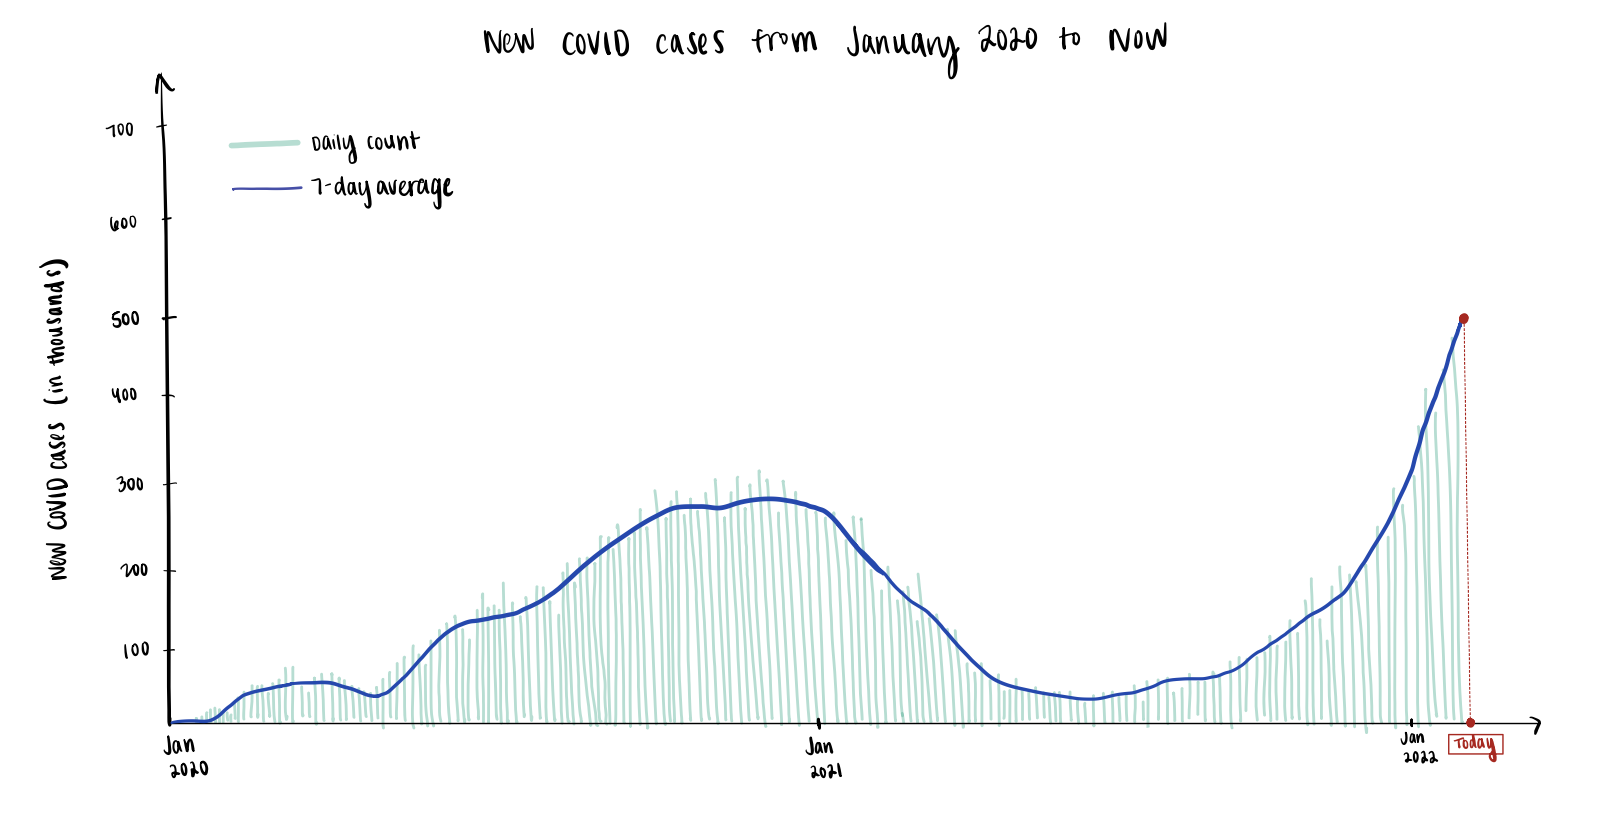 New COVID cases from January 2020 to Now
700
600
500
400
300
200
100
New COVID cases (in thousands)
Daily count
7-day average
Jan
2020
Jan
2021
Jan
2022
Today